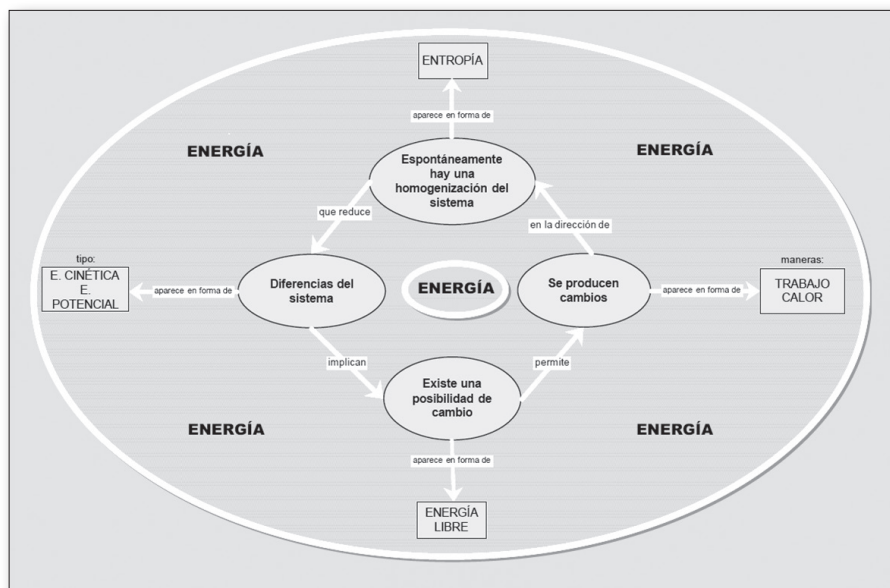 ENTROPÍA
aparece en forma de
ENERGÍA
ENERGÍA
Espontáneamente
hay una
homogenización del
sistema
que reduce
en la dirección de
tipo:
E. CINÉTICA
E.
POTENCIAL
aparece en forma de
Diferencias del
sistema
ENERGÍA
Se producen
cambios
aparece en forma de
maneras:
TRABAJO
CALOR
implican
permite
Existe una
posibilidad de
cambio
ENERGÍA
ENERGÍA
aparece en forma de
ENERGÍA
LIBRE